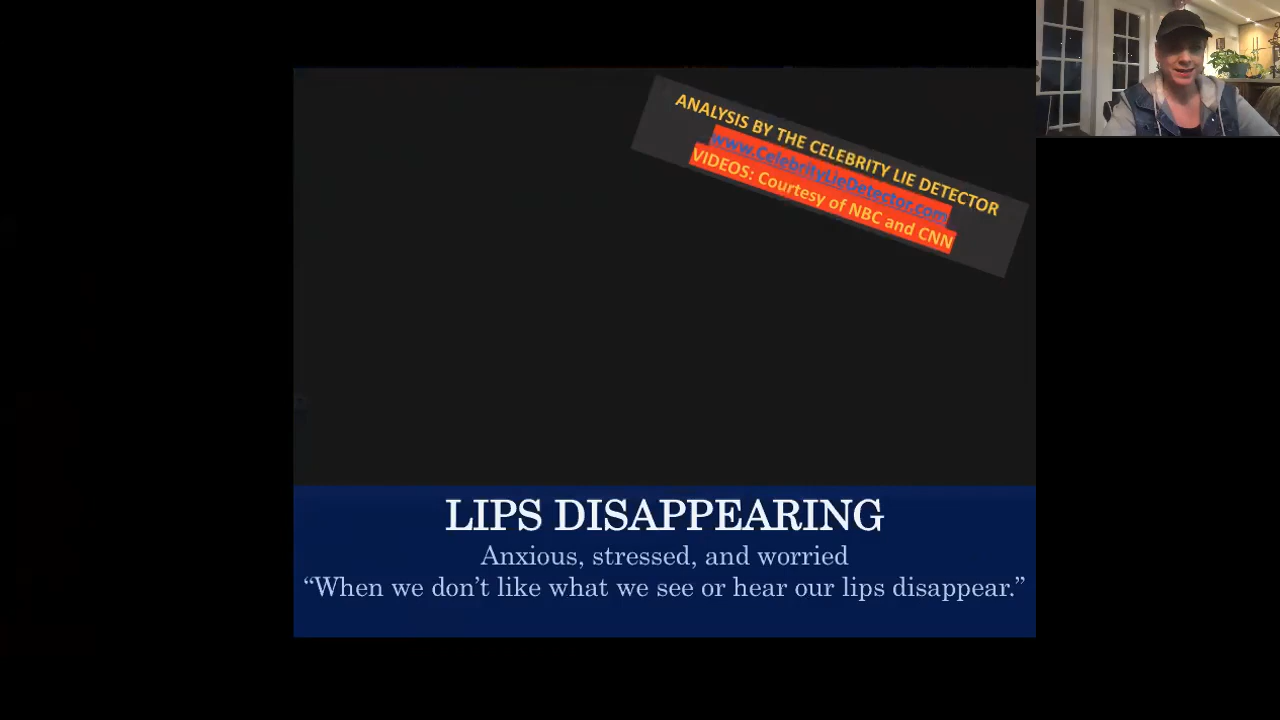 ANALYSIS BY THE CELEBRITY LIE DETECTOR
www.CelebrityLieDetector.com
VIDEOS: Courtesy of NBC and CNN
LIPS DISAPPEARING
Anxious, stressed, and worried
“When we don’t like what we see or hear our lips disappear.”